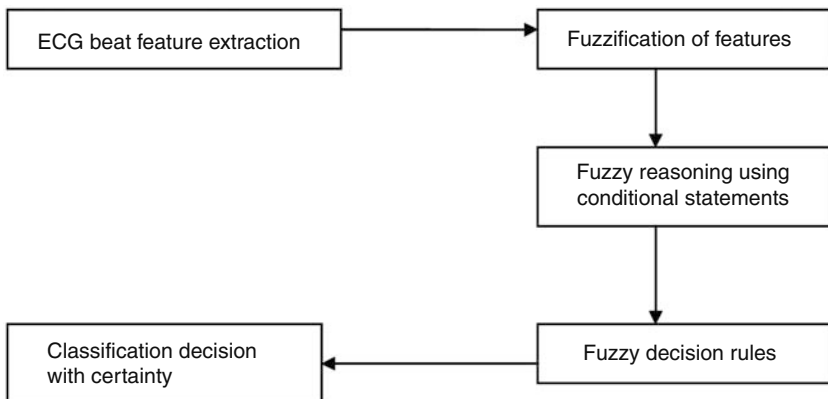 ECG beat feature extraction
Fuzzification of features
Fuzzy reasoning using
conditional statements
Fuzzy decision rules
Classification decision
with certainty